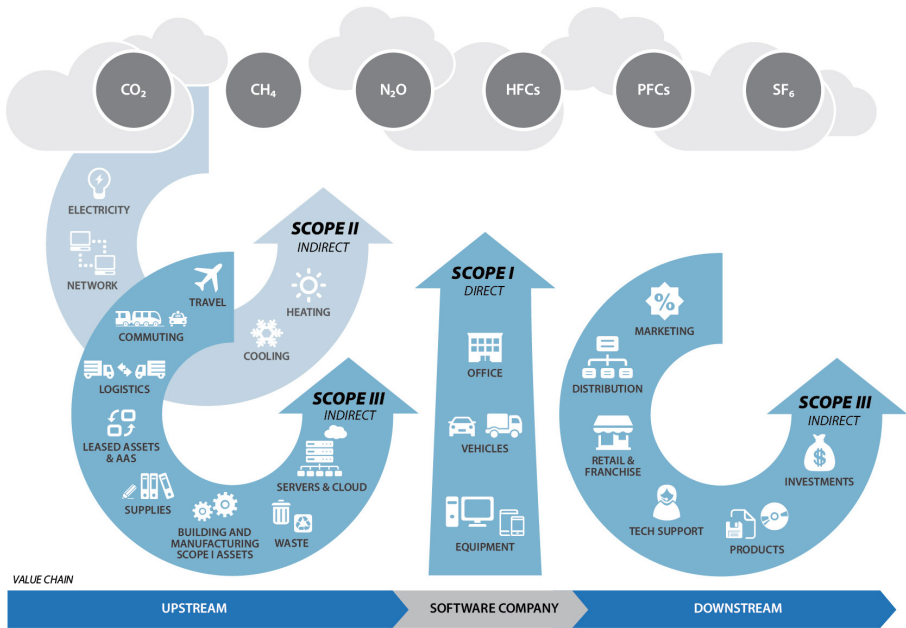 CO₂
CH₄
N₂O
HFCs
PFCs
SF₆
ELECTRICITY
NETWORK
SCOPE II
INDIRECT
HEATING
COOLING
TRAVEL
COMMUTING
LOGISTICS
LEASED ASSETS
& AAS
SUPPLIES
BUILDING AND
MANUFACTURING
SCOPE I ASSETS
WASTE
SERVERS & CLOUD
SCOPE III
INDIRECT
SCOPE I
DIRECT
OFFICE
VEHICLES
EQUIPMENT
%
MARKETING
DISTRIBUTION
RETAIL &
FRANCHISE
TECH SUPPORT
PRODUCTS
$
INVESTMENTS
SCOPE III
INDIRECT
VALUE CHAIN
UPSTREAM
SOFTWARE COMPANY
DOWNSTREAM